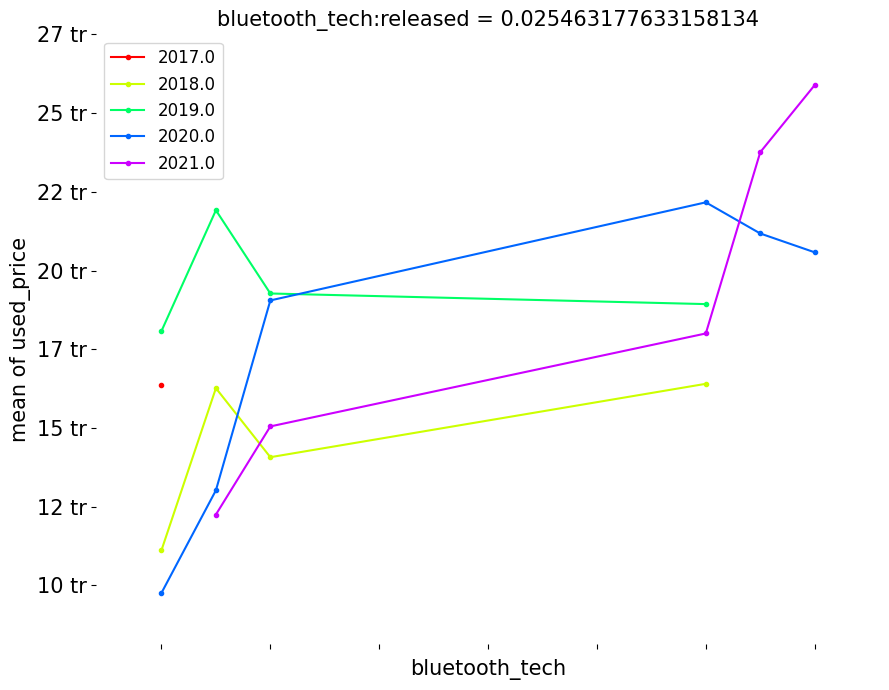 bluetooth_tech:released = 0.025463177633158134
27 tr
25 tr
22 tr
20 tr
17 tr
15 tr
12 tr
10 tr
mean of used_price
2017.0
2018.0
2019.0
2020.0
2021.0
bluetooth_tech